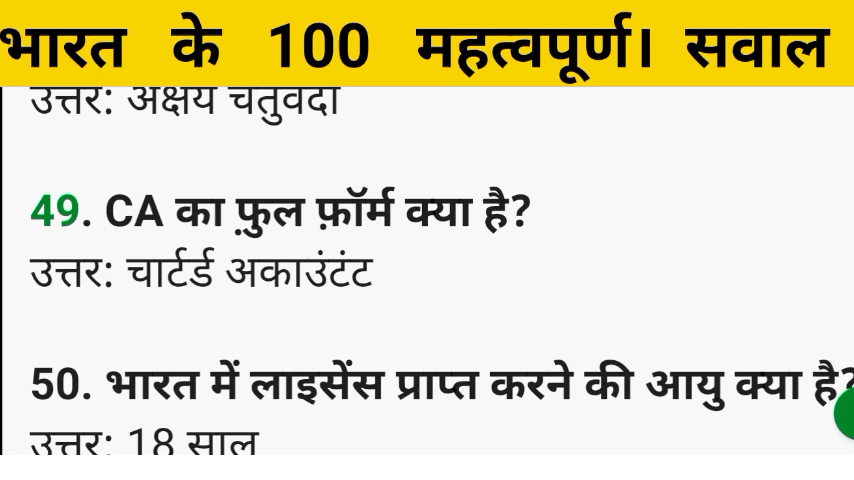 भारत के 100 महत्वपूर्ण। सवाल
उत्तर: अक्षय चतुर्वेदी
49. CA का फ़ुल फ़ॉर्म क्या है?
उत्तर: चार्टर्ड अकाउंटंट
50. भारत में लाइसेंस प्राप्त करने की आयु क्या है?
उत्तर: 18 साल